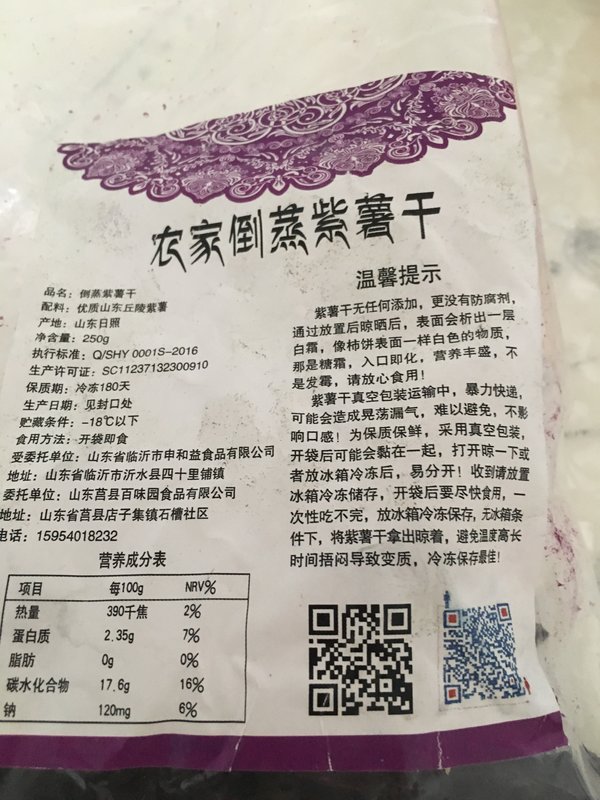 农家倒蒸紫薯干
品名：倒蒸紫薯干
配料：优质山东丘陵紫薯
产地：山东日照
净含量：250g
执行标准：Q/SHY 0001S-2016
生产许可证：SC11237132300910
保质期：冷冻180天
生产日期：见封口处
贮藏条件：-18℃以下
食用方法：开袋即食
受委托单位：山东省临沂市申和益食品有限公司
地址：山东省临沂市沂水县四十里铺镇
委托单位：山东莒县百味园食品有限公司
地址：山东省莒县店子集镇石槽社区
电话：15954018232
营养成分表
项目 每100g NRV%
热量 390千焦 2%
蛋白质 2.35g 7%
脂肪 0g 0%
碳水化合物 17.6g 16%
钠 120mg 6%
温馨提示
紫薯干无任何添加，更没有防腐剂，
通过放置后晾晒后，表面会析出一层
白霜，像柿饼表面一样白色的物质，
那是糖霜，入口即化，营养丰盛，不
是发霉，请放心食用！
紫薯干真空包装运输中，暴力快递，
可能会造成晃荡漏气，难以避免，不影
响口感！为保质保鲜，采用真空包装，
开袋后可能会黏在一起，打开晾一下或
者放冰箱冷冻后，易分开！收到请放置
冰箱冷冻储存，开袋后要尽快食用，一
次性吃不完，放冰箱冷冻保存，无冰箱条
件下，将紫薯干拿出晾着，避免温度高长
时间捂闷导致变质，冷冻保存最佳！